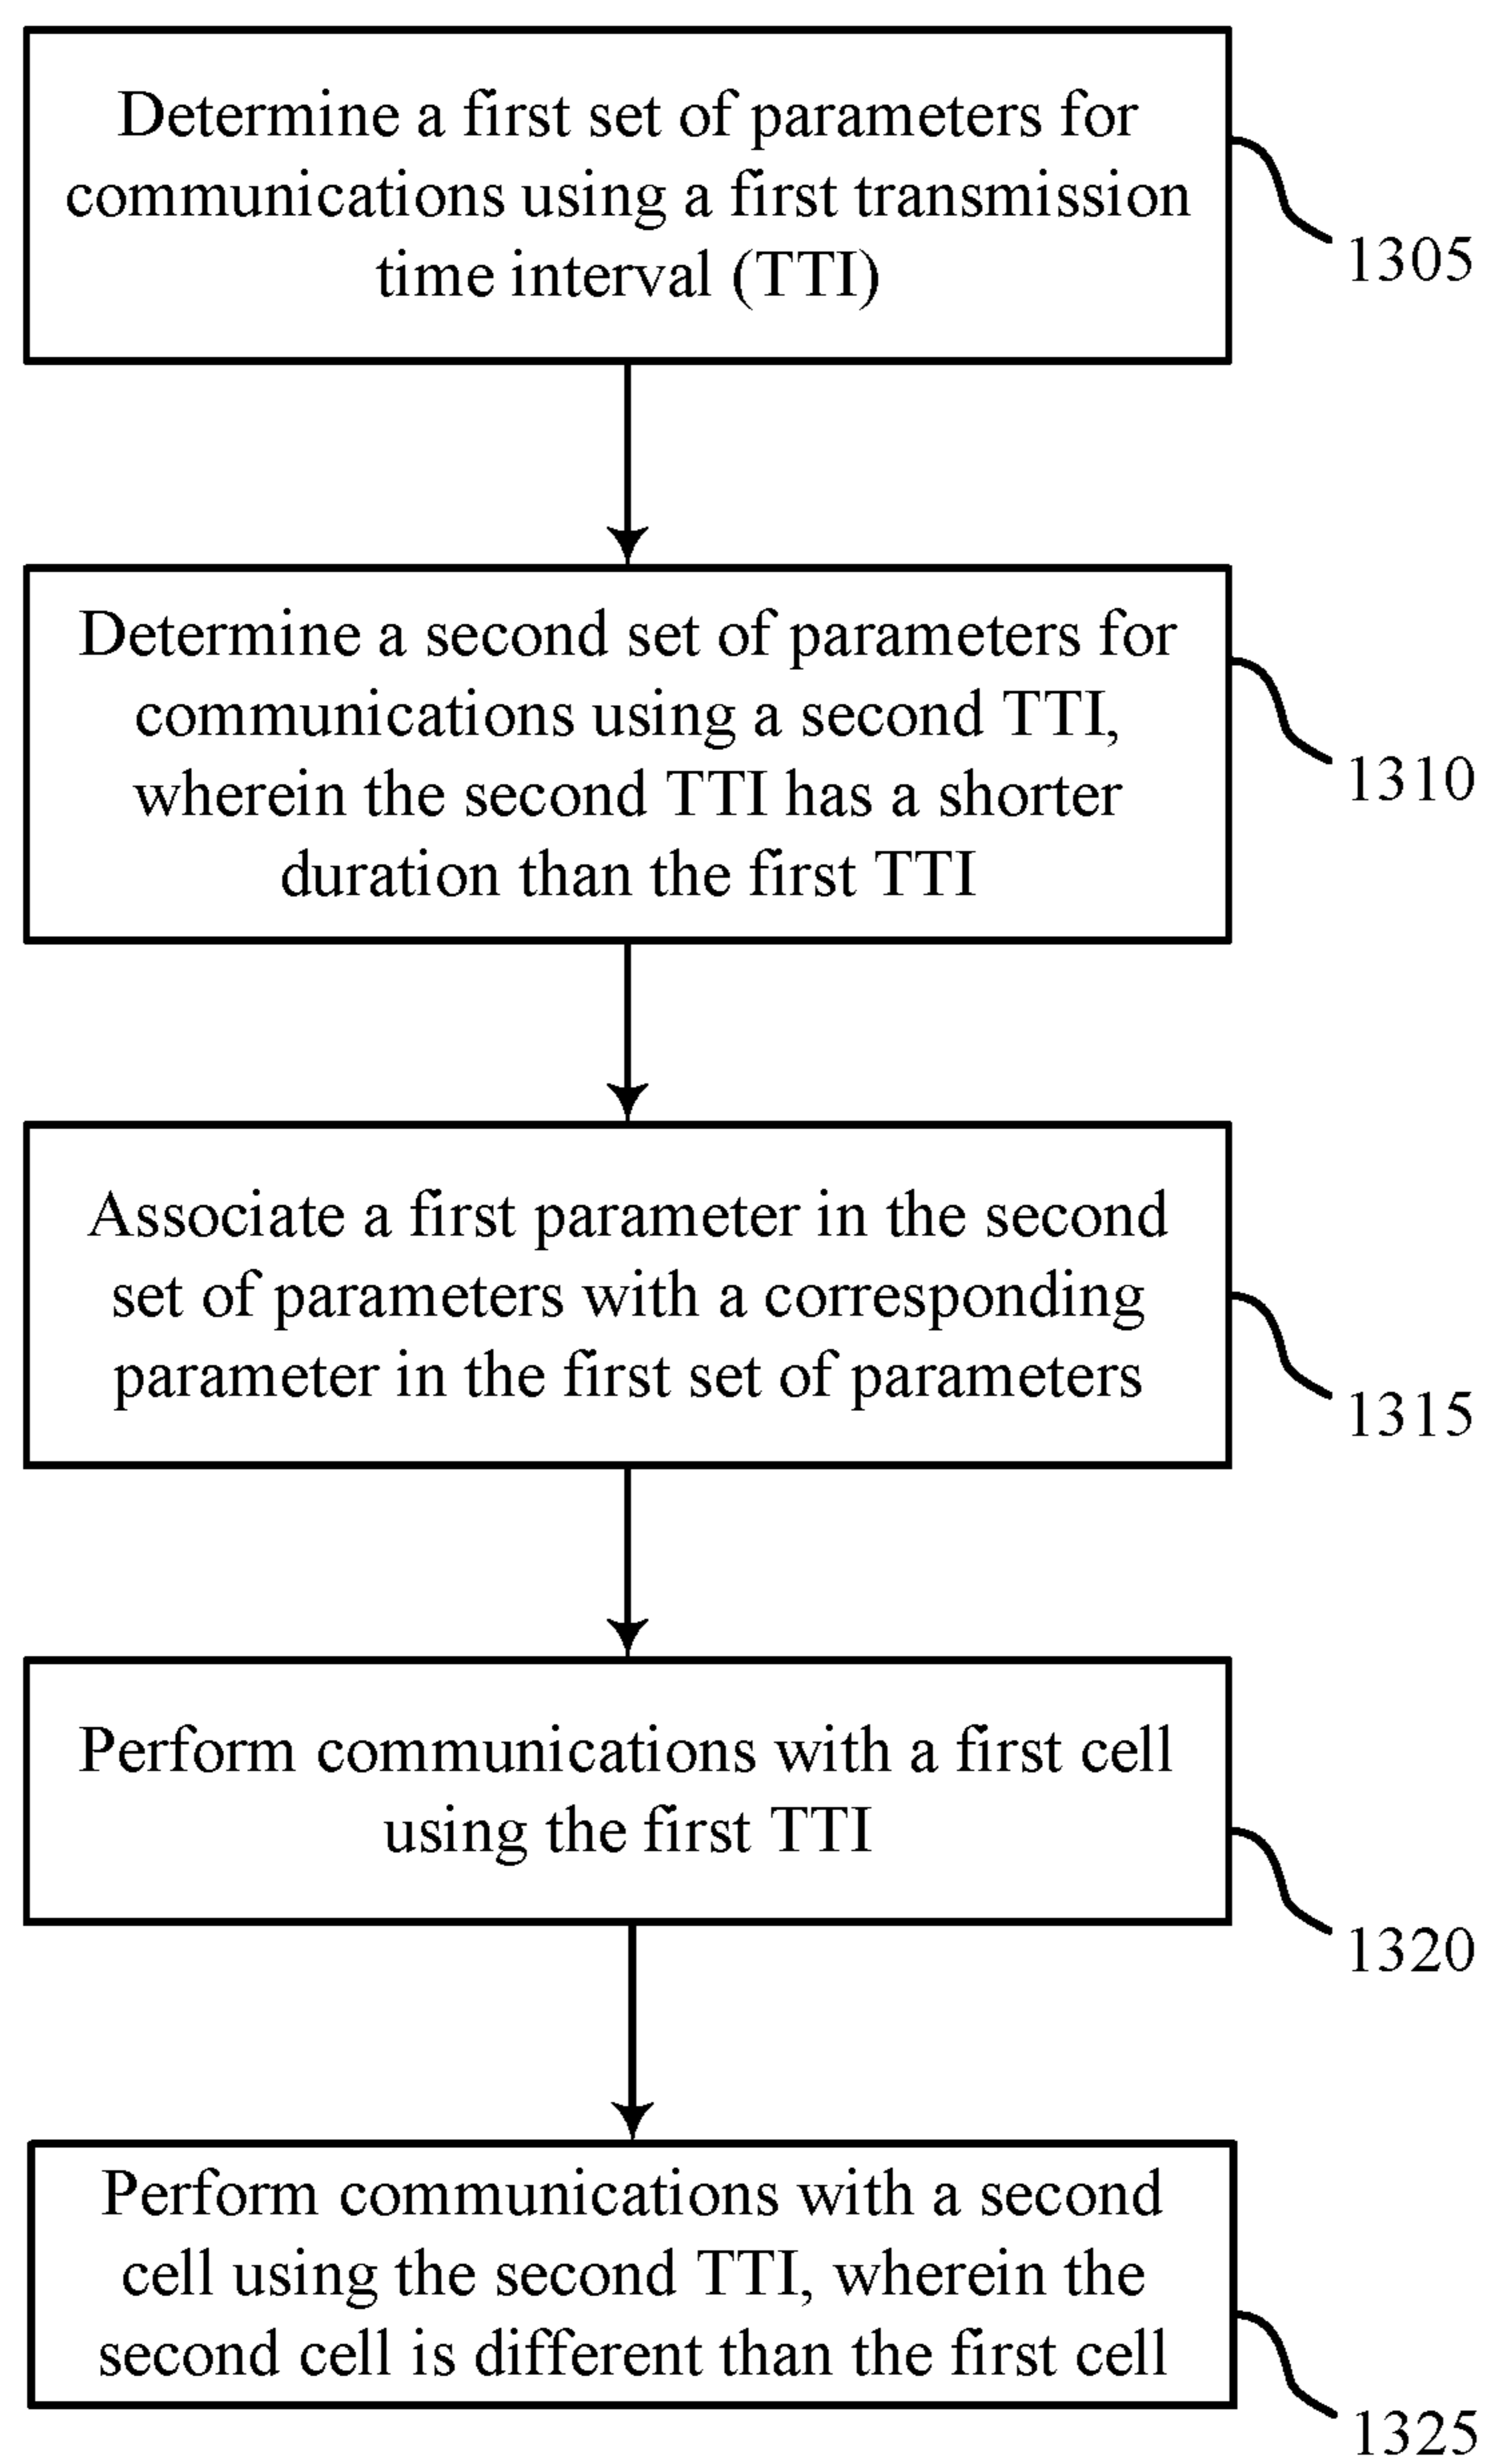 Determine a first set of parameters for
communications using a first transmission
time interval (TTI)
1305
Determine a second set of parameters for
communications using a second TTI,
wherein the second TTI has a shorter
duration than the first TTI
1310
Associate a first parameter in the second
set of parameters with a corresponding
parameter in the first set of parameters
1315
Perform communications with a first cell
using the first TTI
1320
Perform communications with a second
cell using the second TTI, wherein the
second cell is different than the first cell
1325